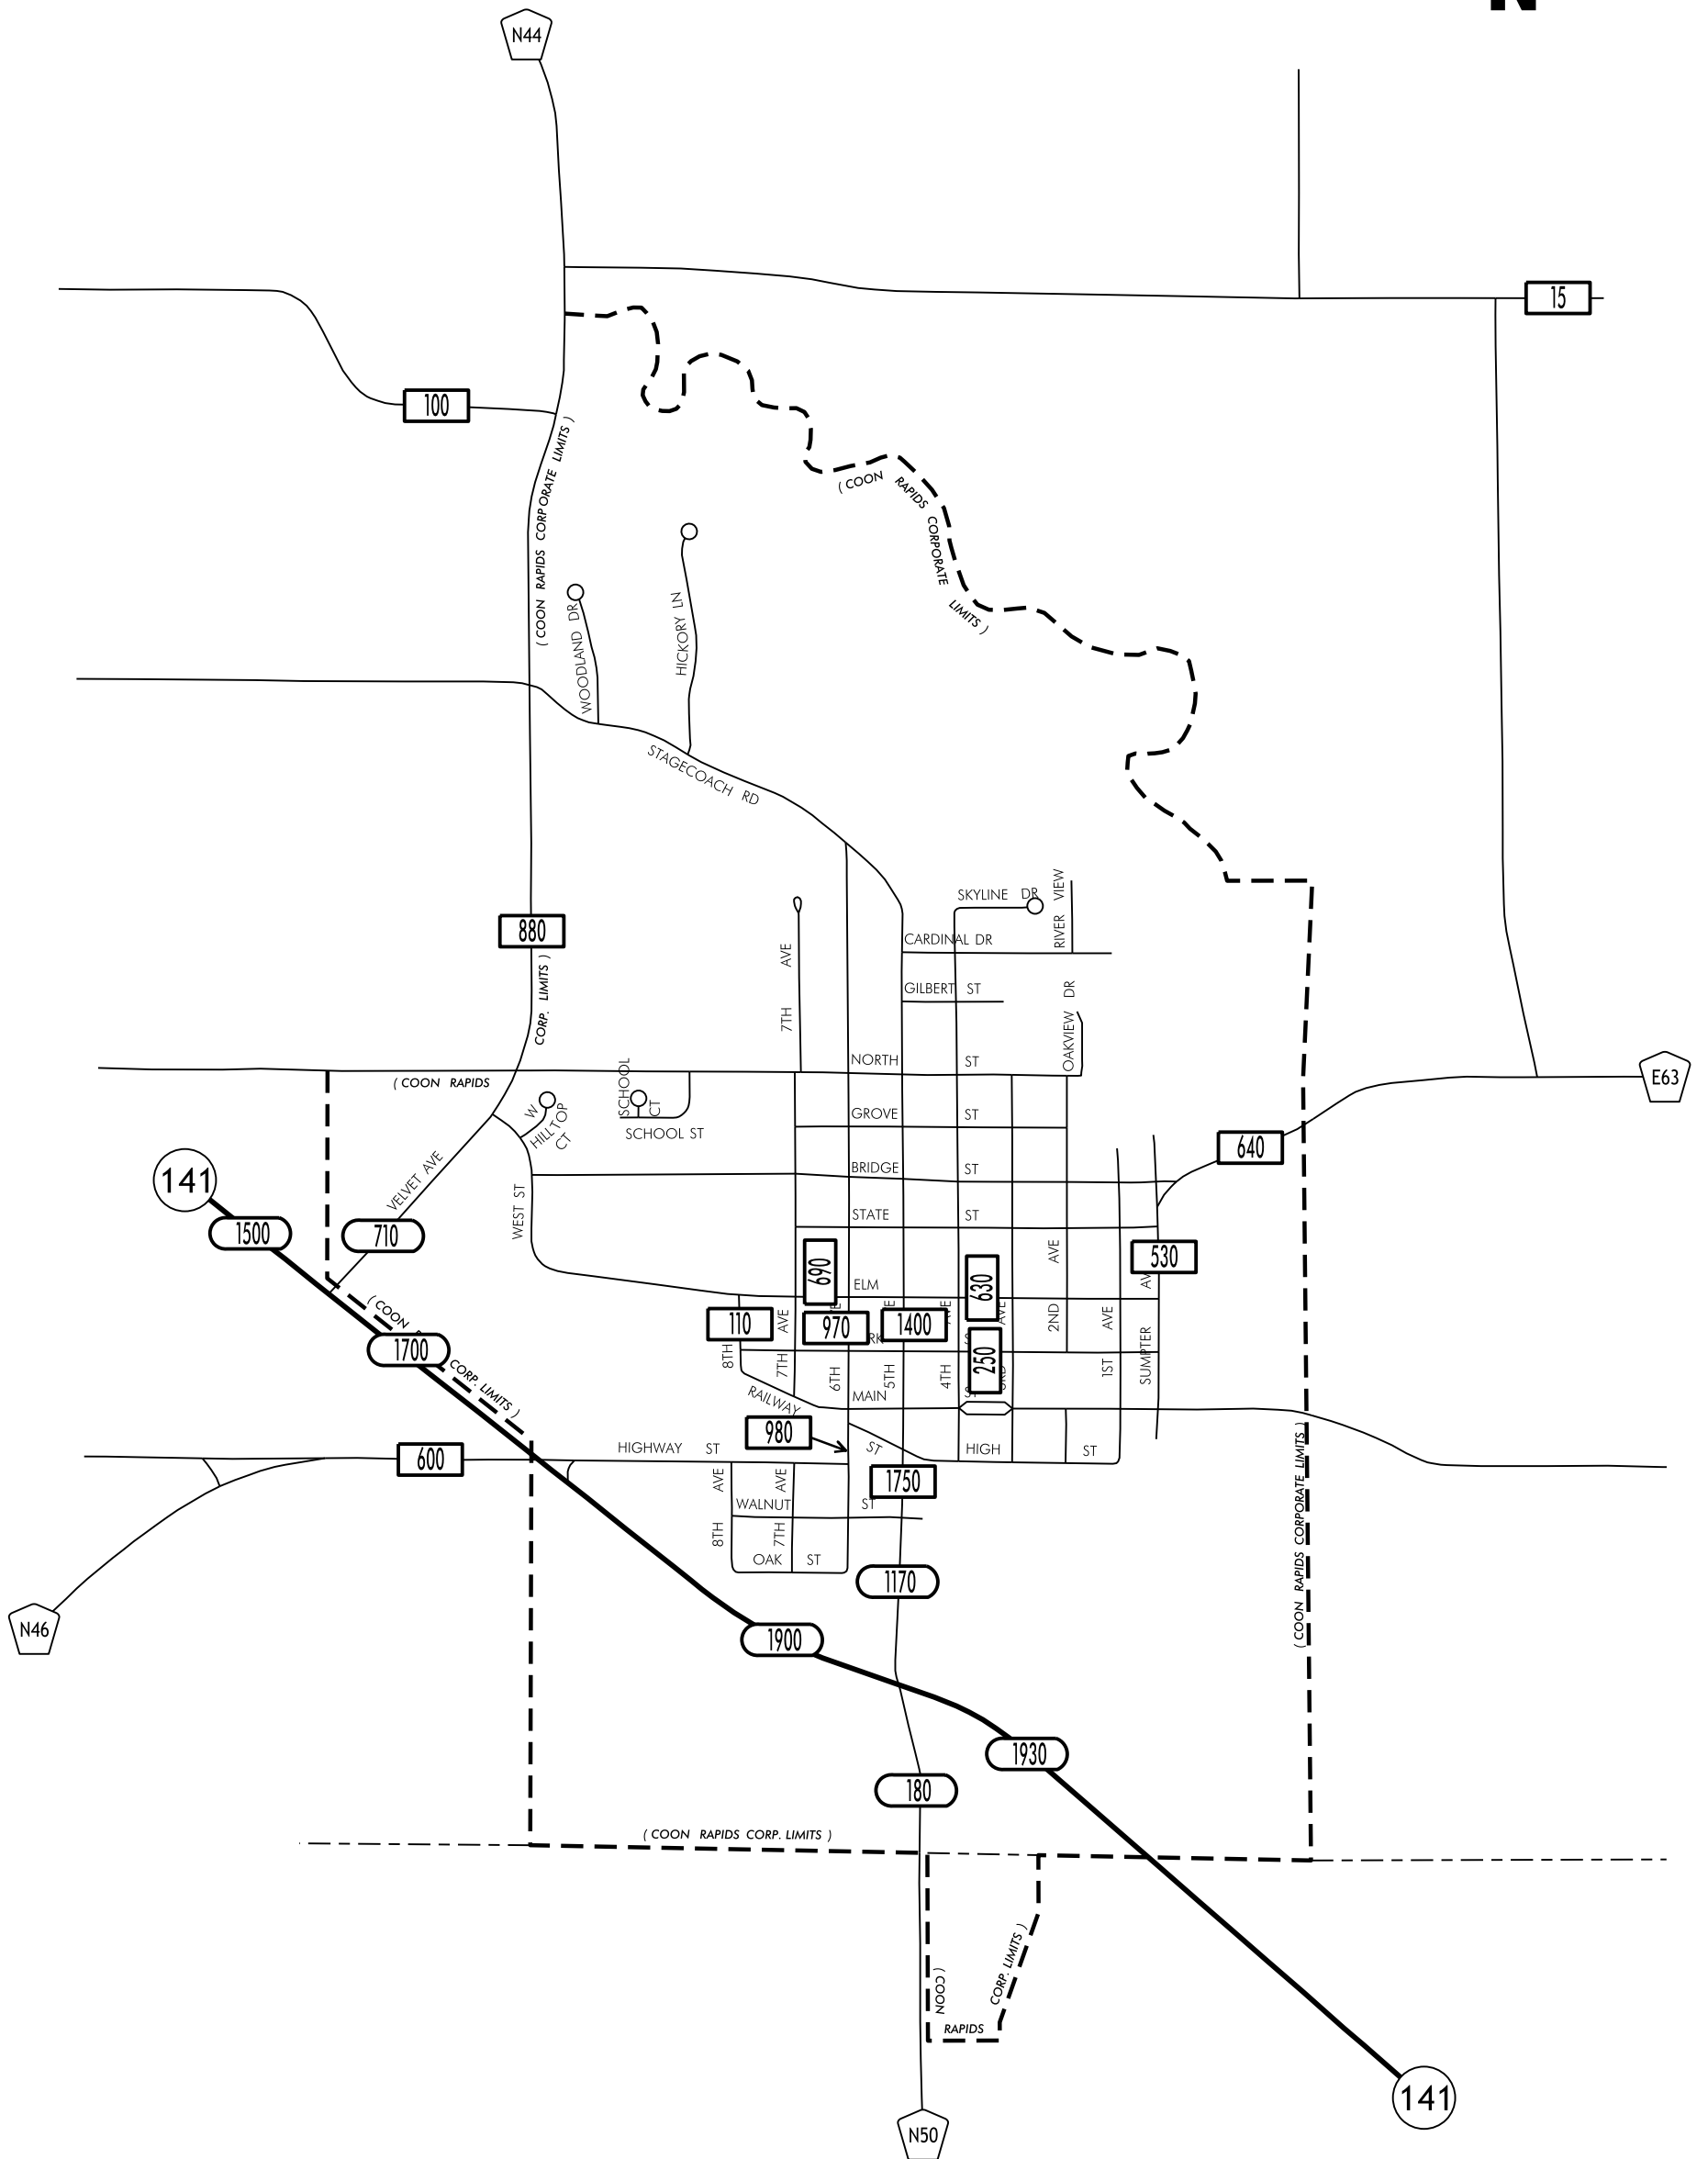 N
N44
15
100
( COON RAPIDS CORPORATE LIMITS )
( COON RAPIDS CORPORATE LIMITS )
WOODLAND DR
HICKORY LN
STAGECOACH RD
SKYLINE DR
RIVER VIEW
880
CARDINAL DR
7TH AVE
GILBERT ST
OAKVIEW DR
( COON RAPIDS CORP. LIMITS )
NORTH ST
E63
SCHOOL CT
W HILLTOP CT
GROVE ST
SCHOOL ST
640
BRIDGE ST
141
VELVET AVE
WEST ST
STATE ST
1500
710
690
630
530
ELM
110
970
1400
250
( COON
CORP. LIMITS )
1700
8TH
7TH AVE
6TH
5TH
4TH
2ND AVE
1ST AVE
SUMPTER
MAIN
RAILWAY ST
980
HIGHWAY ST
HIGH ST
600
1750
8TH AVE
7TH AVE
WALNUT ST
OAK ST
( COON RAPIDS CORPORATE LIMITS )
1170
N46
1900
1930
180
( COON RAPIDS CORP. LIMITS )
( COON RAPIDS CORP. LIMITS )
141
N50